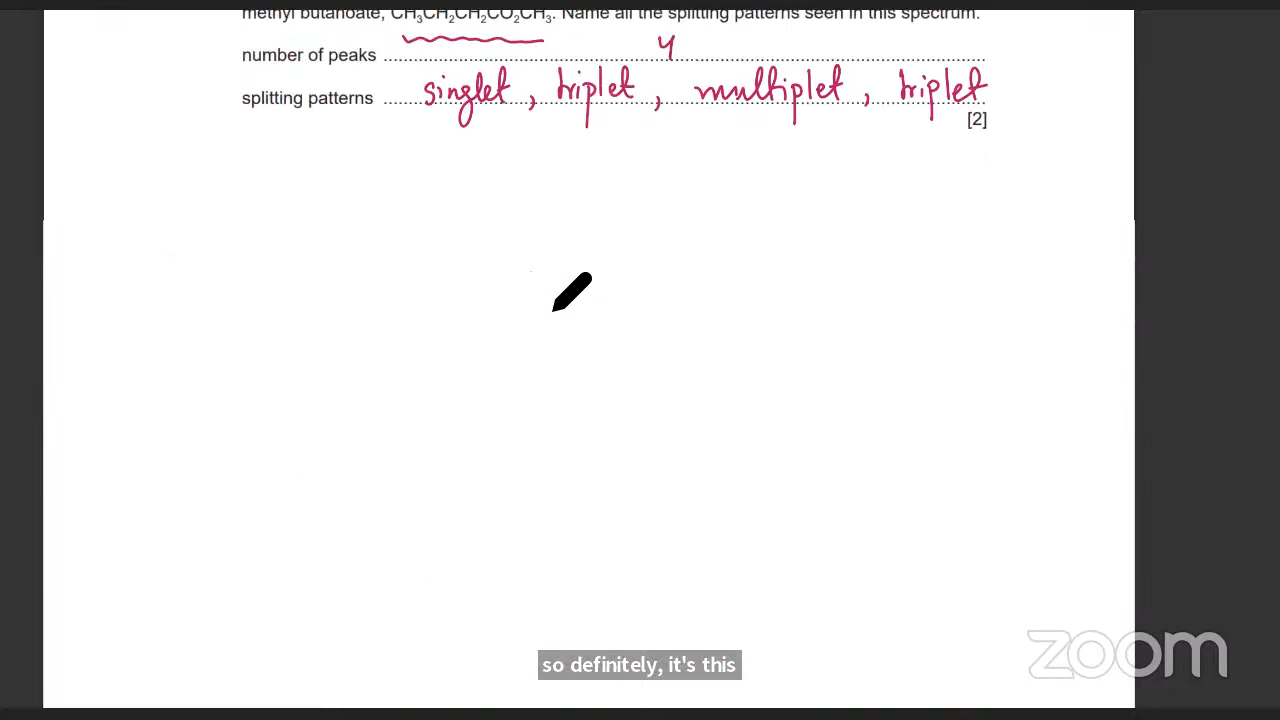 methyl butanoate, CH₃CH₂CH₂CO₂CH₃. Name all the splitting patterns seen in this spectrum.
number of peaks ........ 4 ........
splitting patterns ........ singlet , triplet , multiplet , triplet
[2]
so definitely, it's this
zoom